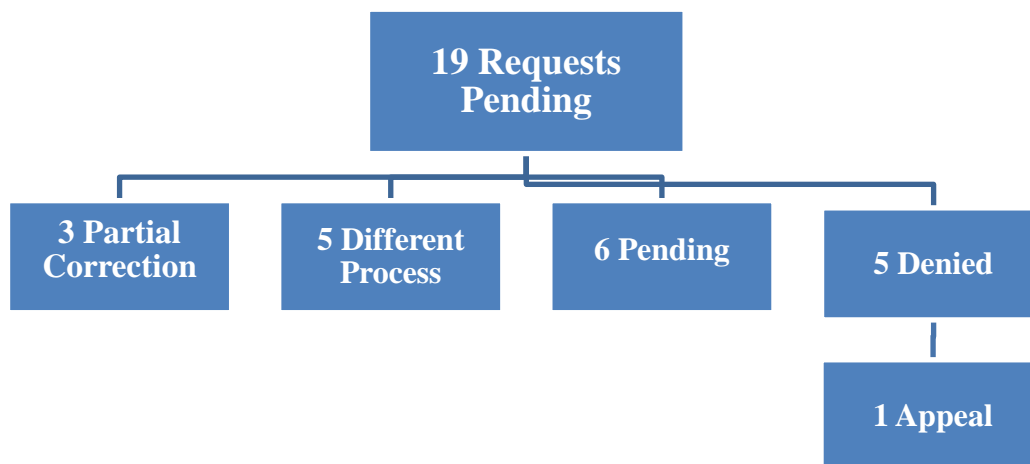 19 Requests
Pending
3 Partial
Correction
5 Different
Process
6 Pending
5 Denied
1 Appeal